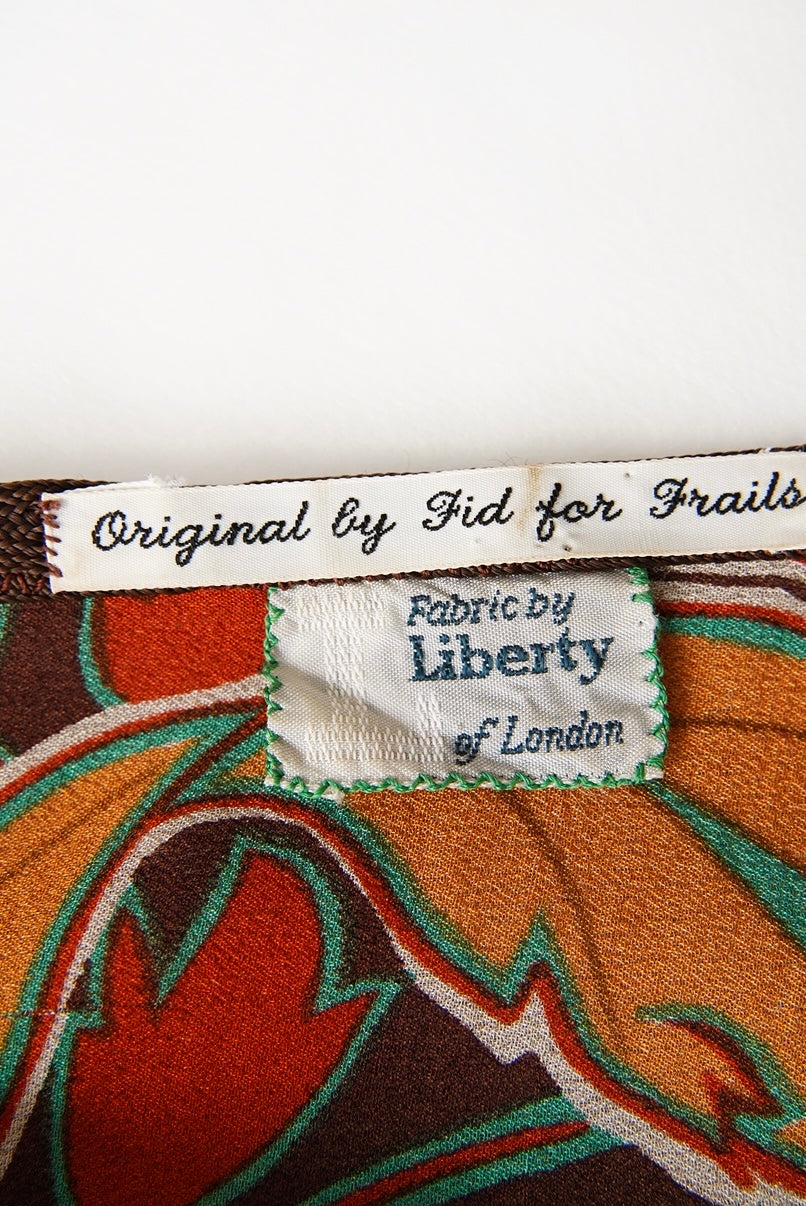 Original by Fid for Frails
Fabric by
Liberty
of London